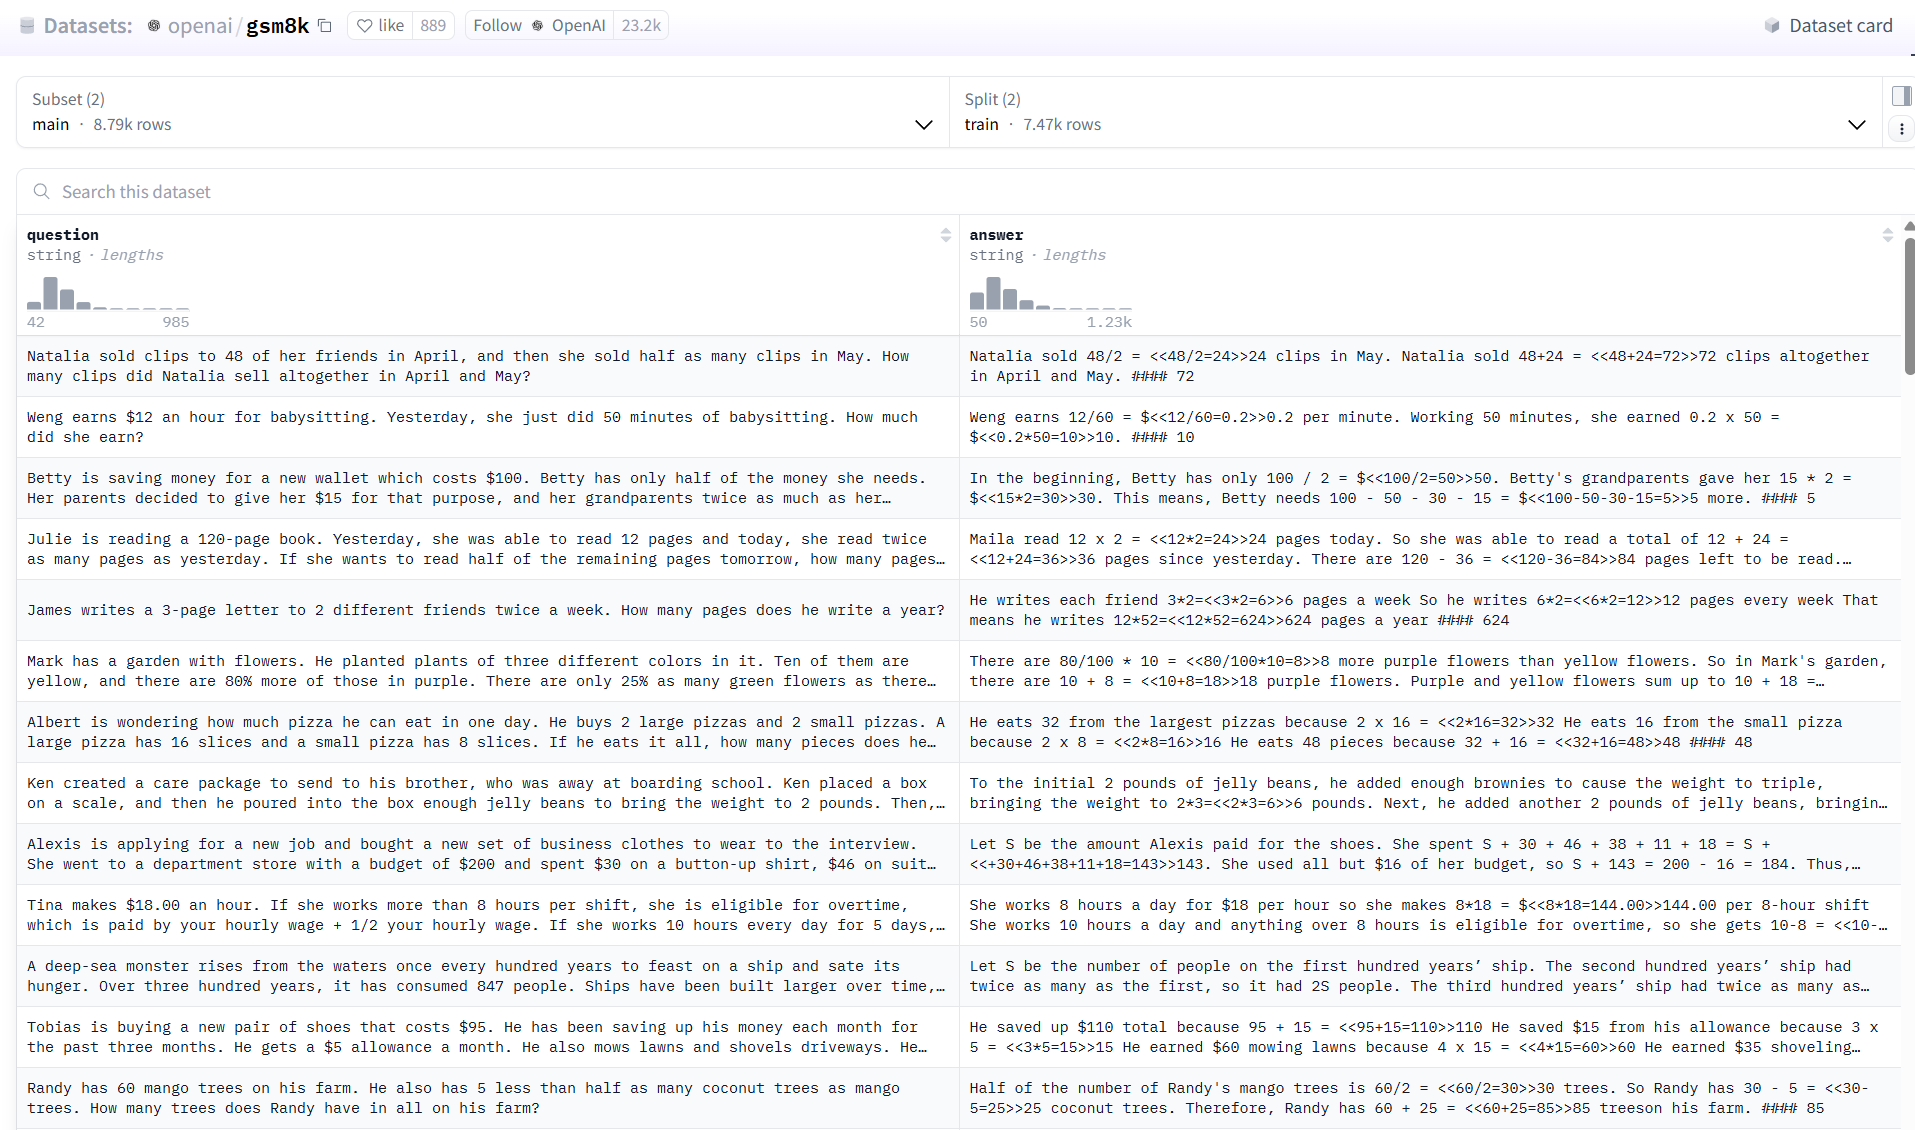 Datasets: openai/gsm8k like 889 Follow OpenAI 23.2k Dataset card
Subset (2)
main · 8.79k rows
Split (2)
train · 7.47k rows
Search this dataset
question
string · lengths
42 985
answer
string · lengths
50 1.23k
Natalia sold clips to 48 of her friends in April, and then she sold half as many clips in May. How
many clips did Natalia sell altogether in April and May?
Natalia sold 48/2 = <<48/2=24>>24 clips in May. Natalia sold 48+24 = <<48+24=72>>72 clips altogether
in April and May. #### 72
Weng earns $12 an hour for babysitting. Yesterday, she just did 50 minutes of babysitting. How much
did she earn?
Weng earns 12/60 = $<<12/60=0.2>>0.2 per minute. Working 50 minutes, she earned 0.2 x 50 =
$<<0.2*50=10>>10. #### 10
Betty is saving money for a new wallet which costs $100. Betty has only half of the money she needs.
Her parents decided to give her $15 for that purpose, and her grandparents twice as much as her…
In the beginning, Betty has only 100 / 2 = $<<100/2=50>>50. Betty's grandparents gave her 15 * 2 =
$<<15*2=30>>30. This means, Betty needs 100 - 50 - 30 - 15 = $<<100-50-30-15=5>>5 more. #### 5
Julie is reading a 120-page book. Yesterday, she was able to read 12 pages and today, she read twice
as many pages as yesterday. If she wants to read half of the remaining pages tomorrow, how many pages…
Maila read 12 x 2 = <<12*2=24>>24 pages today. So she was able to read a total of 12 + 24 =
<<12+24=36>>36 pages since yesterday. There are 120 - 36 = <<120-36=84>>84 pages left to be read.…
James writes a 3-page letter to 2 different friends twice a week. How many pages does he write a year?
He writes each friend 3*2=<<3*2=6>>6 pages a week So he writes 6*2=<<6*2=12>>12 pages every week That
means he writes 12*52=<<12*52=624>>624 pages a year #### 624
Mark has a garden with flowers. He planted plants of three different colors in it. Ten of them are
yellow, and there are 80% more of those in purple. There are only 25% as many green flowers as there…
There are 80/100 * 10 = <<80/100*10=8>>8 more purple flowers than yellow flowers. So in Mark's garden,
there are 10 + 8 = <<10+8=18>>18 purple flowers. Purple and yellow flowers sum up to 10 + 18 =…
Albert is wondering how much pizza he can eat in one day. He buys 2 large pizzas and 2 small pizzas. A
large pizza has 16 slices and a small pizza has 8 slices. If he eats it all, how many pieces does he…
He eats 32 from the largest pizzas because 2 x 16 = <<2*16=32>>32 He eats 16 from the small pizza
because 2 x 8 = <<2*8=16>>16 He eats 48 pieces because 32 + 16 = <<32+16=48>>48 #### 48
Ken created a care package to send to his brother, who was away at boarding school. Ken placed a box
on a scale, and then he poured into the box enough jelly beans to bring the weight to 2 pounds. Then,…
To the initial 2 pounds of jelly beans, he added enough brownies to cause the weight to triple,
bringing the weight to 2*3=<<2*3=6>>6 pounds. Next, he added another 2 pounds of jelly beans, bringin…
Alexis is applying for a new job and bought a new set of business clothes to wear to the interview.
She went to a department store with a budget of $200 and spent $30 on a button-up shirt, $46 on suit…
Let S be the amount Alexis paid for the shoes. She spent S + 30 + 46 + 38 + 11 + 18 = S +
<<+30+46+38+11+18=143>>143. She used all but $16 of her budget, so S + 143 = 200 - 16 = 184. Thus,…
Tina makes $18.00 an hour. If she works more than 8 hours per shift, she is eligible for overtime,
which is paid by your hourly wage + 1/2 your hourly wage. If she works 10 hours every day for 5 days,…
She works 8 hours a day for $18 per hour so she makes 8*18 = $<<8*18=144.00>>144.00 per 8-hour shift
She works 10 hours a day and anything over 8 hours is eligible for overtime, so she gets 10-8 = <<10-…
A deep-sea monster rises from the waters once every hundred years to feast on a ship and sate its
hunger. Over three hundred years, it has consumed 847 people. Ships have been built larger over time,…
Let S be the number of people on the first hundred years’ ship. The second hundred years’ ship had
twice as many as the first, so it had 2S people. The third hundred years’ ship had twice as many as…
Tobias is buying a new pair of shoes that costs $95. He has been saving up his money each month for
the past three months. He gets a $5 allowance a month. He also mows lawns and shovels driveways. He…
He saved up $110 total because 95 + 15 = <<95+15=110>>110 He saved $15 from his allowance because 3 x
5 = <<3*5=15>>15 He earned $60 mowing lawns because 4 x 15 = <<4*15=60>>60 He earned $35 shoveling…
Randy has 60 mango trees on his farm. He also has 5 less than half as many coconut trees as mango
trees. How many trees does Randy have in all on his farm?
Half of the number of Randy's mango trees is 60/2 = <<60/2=30>>30 trees. So Randy has 30 - 5 = <<30-
5=25>>25 coconut trees. Therefore, Randy has 60 + 25 = <<60+25=85>>85 treeson his farm. #### 85